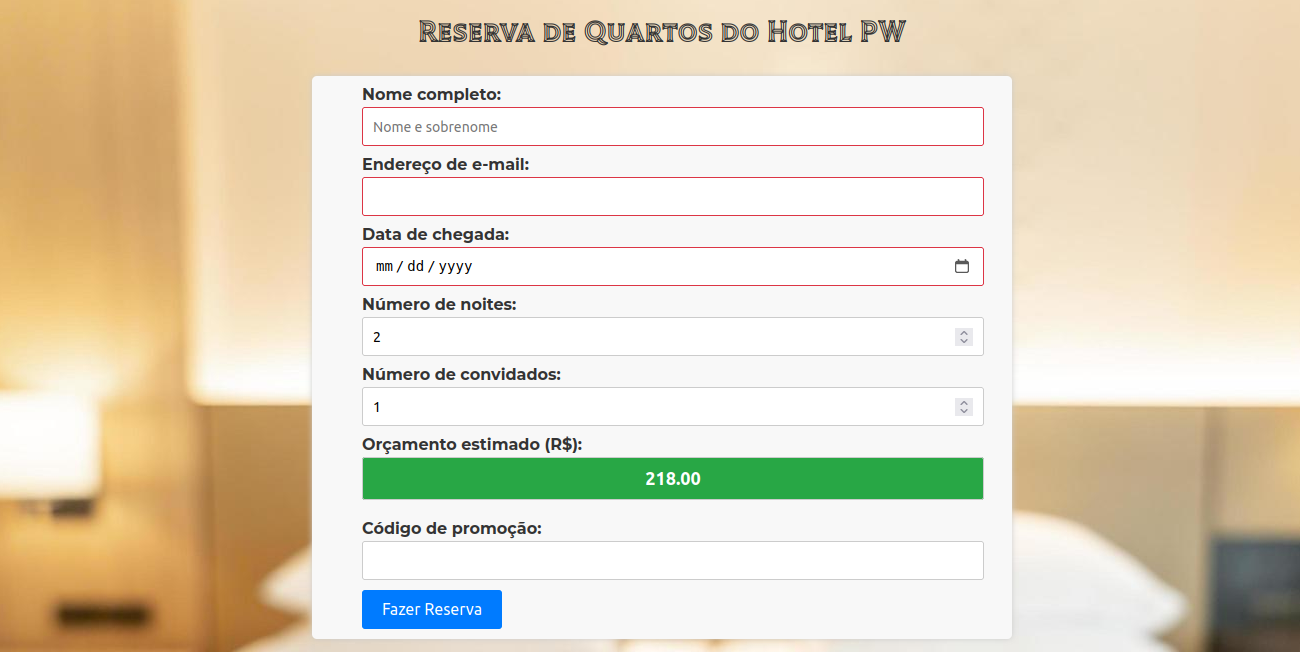 Reserva de Quartos do Hotel PW
Nome completo:
Nome e sobrenome
Endereço de e-mail:
Data de chegada:
mm / dd / yyyy
Número de noites:
2
Número de convidados:
1
Orçamento estimado (R$):
218.00
Código de promoção:
Fazer Reserva